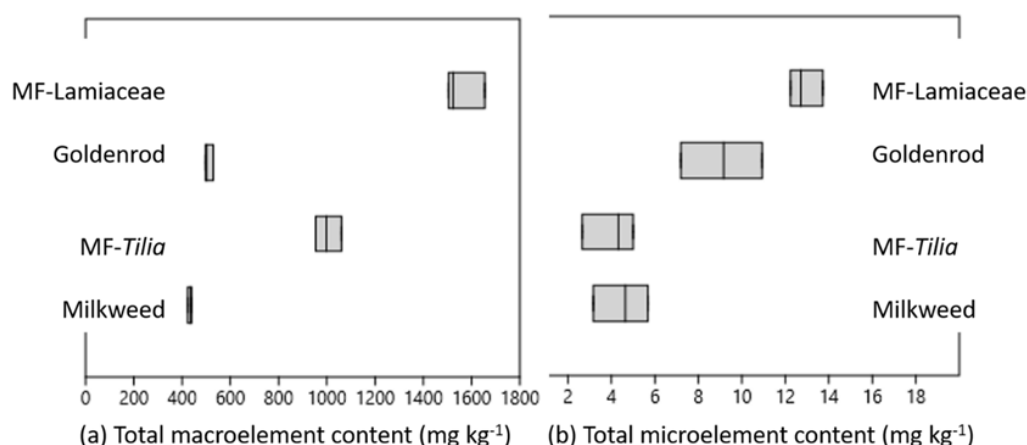 MF-Lamiaceae
Goldenrod
MF-Tilia
Milkweed
0 200 400 600 800 1000 1200 1400 1600 1800
(a) Total macroelement content (mg kg⁻¹)
MF-Lamiaceae
Goldenrod
MF-Tilia
Milkweed
2 4 6 8 10 12 14 16 18
(b) Total microelement content (mg kg⁻¹)